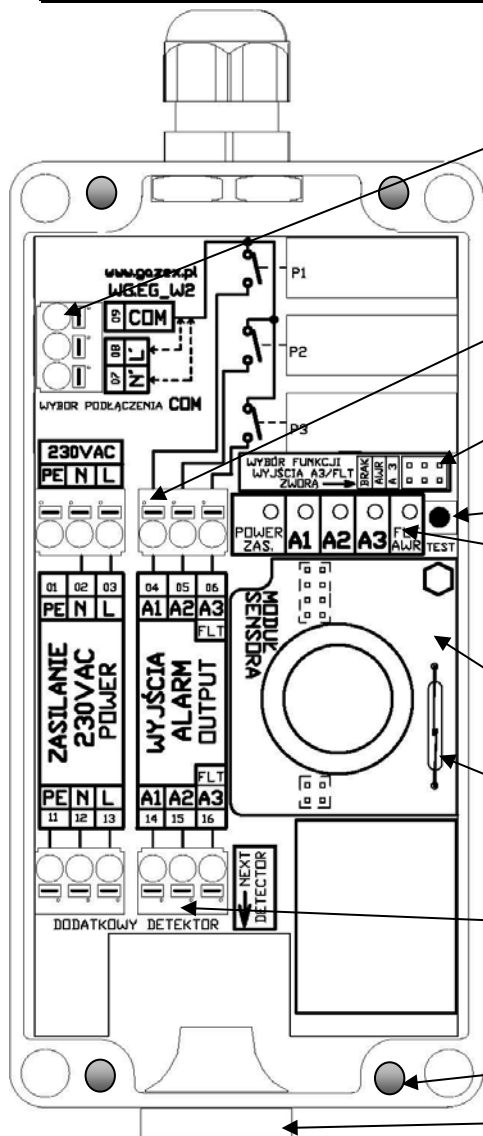 www.gazex.pl
WG.EG_W2
09 COM
08 L'
07 N'
WYBÓR PODŁĄCZENIA COM
P1
P2
P3
230VAC
PE N L
WYBÓR FUNKCJI
WYJŚCIA A3/FLT
ZWORĄ
BRAK
AWR
A 3
POWER
ZAS.
A1
A2
A3
FLT
AWR
TEST
01 02 03
PE N L
ZASILANIE
230VAC
POWER
PE N L
11 12 13
04 05 06
A1 A2 A3
FLT
WYJŚCIA
ALARM
OUTPUT
FLT
A1 A2 A3
14 15 16
MODUŁ
SENSORA
NEXT
DETECTOR
DODATKOWY DETEKTOR